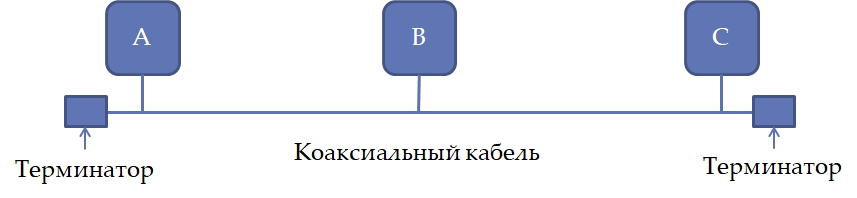 A
B
C
Коаксиальный кабель
Терминатор
Терминатор